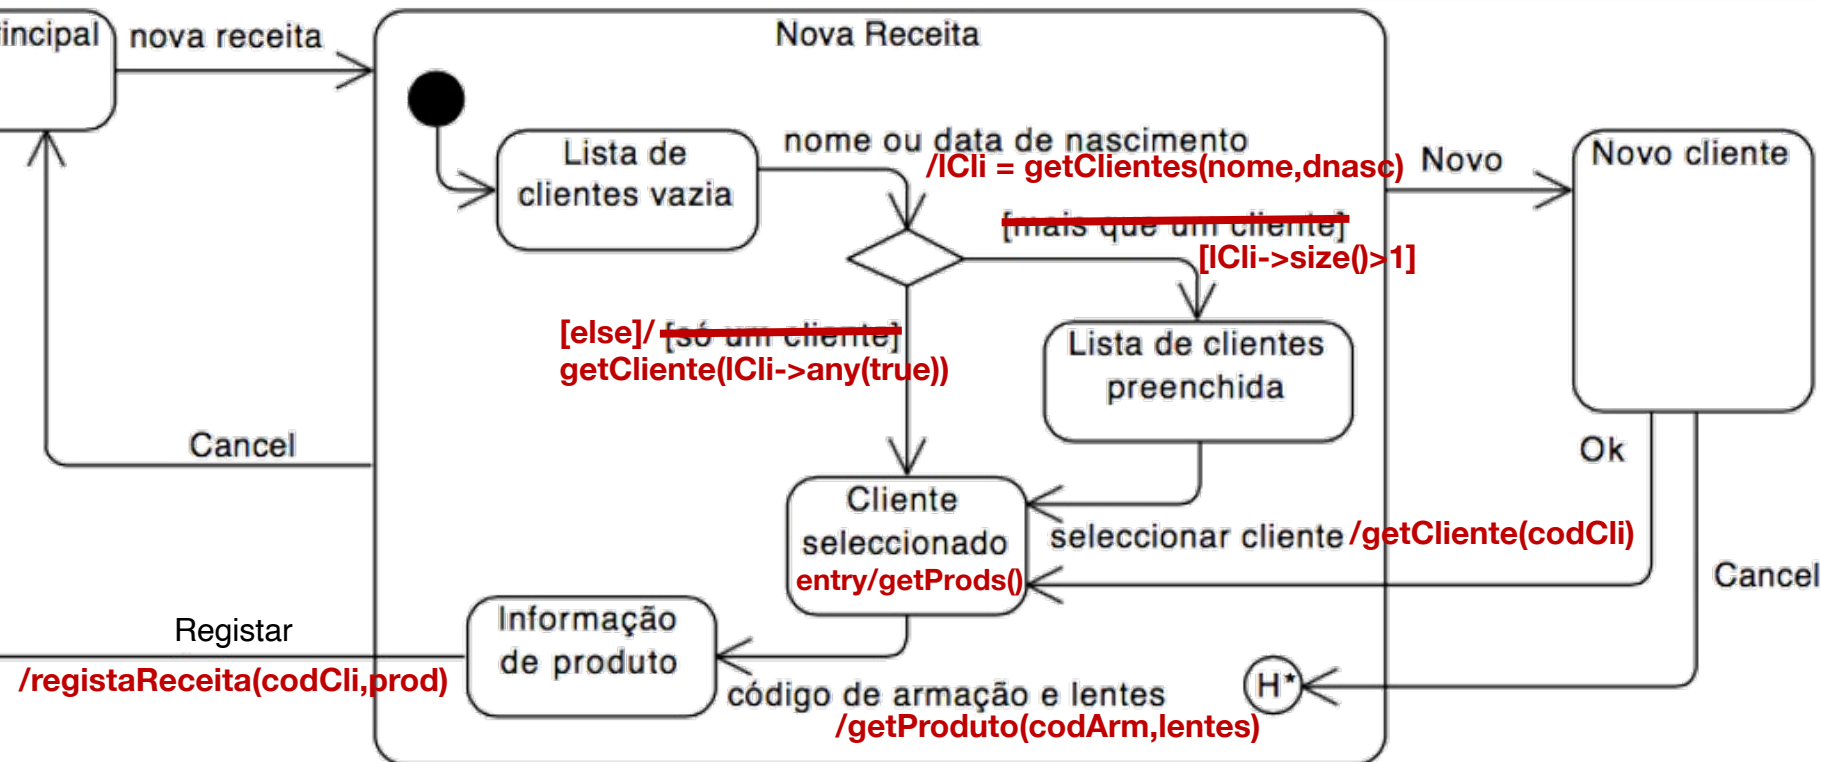 incipal
nova receita
Nova Receita
Lista de
clientes vazia
nome ou data de nascimento
/lCli = getClientes(nome,dnasc)
Novo
Novo cliente
[mais que um cliente]
[lCli->size()>1]
[else]/ [só um cliente]
getCliente(lCli->any(true))
Lista de clientes
preenchida
Cancel
Ok
Cliente
seleccionado
entry/getProds()
seleccionar cliente /getCliente(codCli)
Cancel
Registar
/registaReceita(codCli,prod)
Informação
de produto
código de armação e lentes
/getProduto(codArm,lentes)
H*